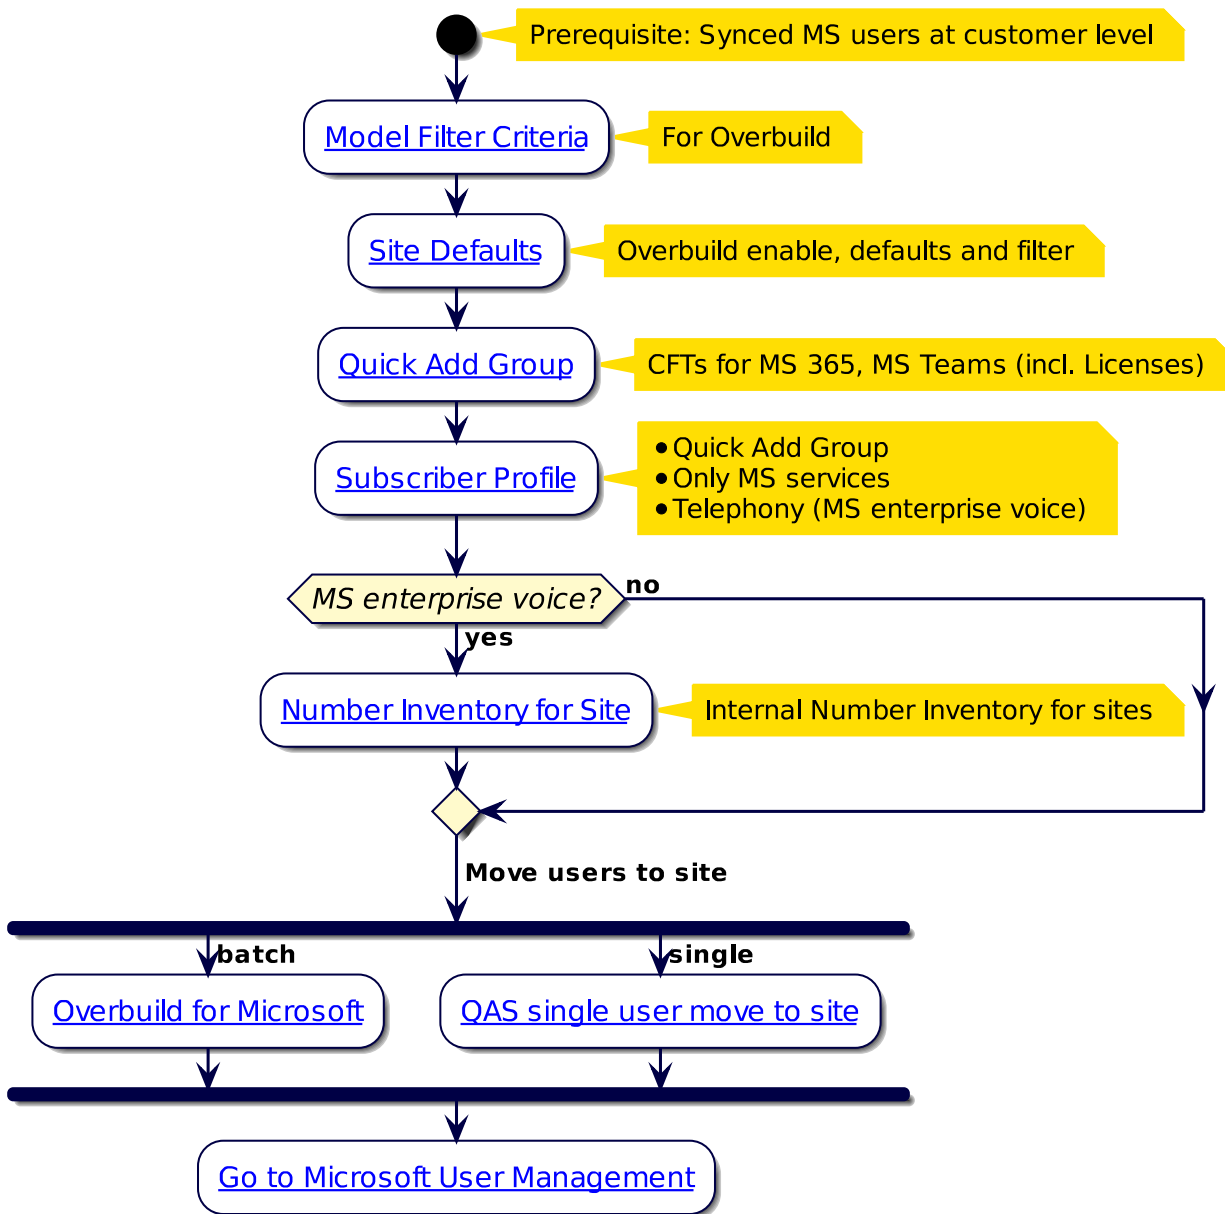 Prerequisite: Synced MS users at customer level
Model Filter Criteria
For Overbuild
Site Defaults
Overbuild enable, defaults and filter
Quick Add Group
CFTs for MS 365, MS Teams (incl. Licenses)
Subscriber Profile
• Quick Add Group
• Only MS services
• Telephony (MS enterprise voice)
MS enterprise voice?
no
yes
Number Inventory for Site
Internal Number Inventory for sites
Move users to site
batch
single
Overbuild for Microsoft
QAS single user move to site
Go to Microsoft User Management